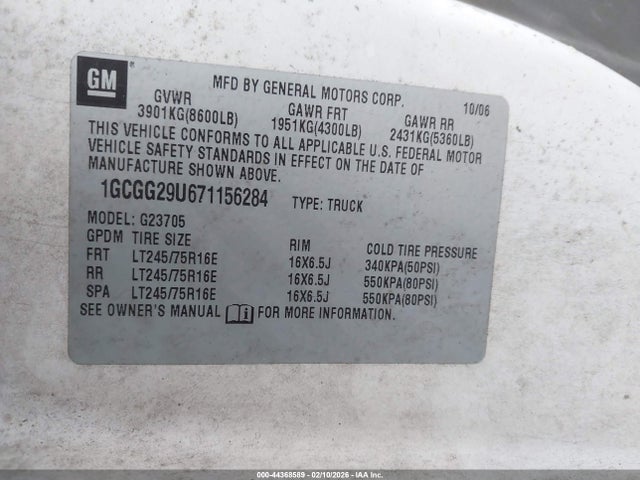 GM
MFD BY GENERAL MOTORS CORP. 10/06
GVWR GAWR FRT GAWR RR
3901KG(8600LB) 1951KG(4300LB) 2431KG(5360LB)
THIS VEHICLE CONFORMS TO ALL APPLICABLE U.S. FEDERAL MOTOR
VEHICLE SAFETY STANDARDS IN EFFECT ON THE DATE OF
MANUFACTURE SHOWN ABOVE.
1GCGG29U671156284 TYPE: TRUCK
MODEL: G23705
GPDM TIRE SIZE RIM COLD TIRE PRESSURE
FRT LT245/75R16E 16X6.5J 340KPA(50PSI)
RR LT245/75R16E 16X6.5J 550KPA(80PSI)
SPA LT245/75R16E 16X6.5J 550KPA(80PSI)
SEE OWNER'S MANUAL i FOR MORE INFORMATION.
000-44368589 - 02/10/2026 - IAA Inc.